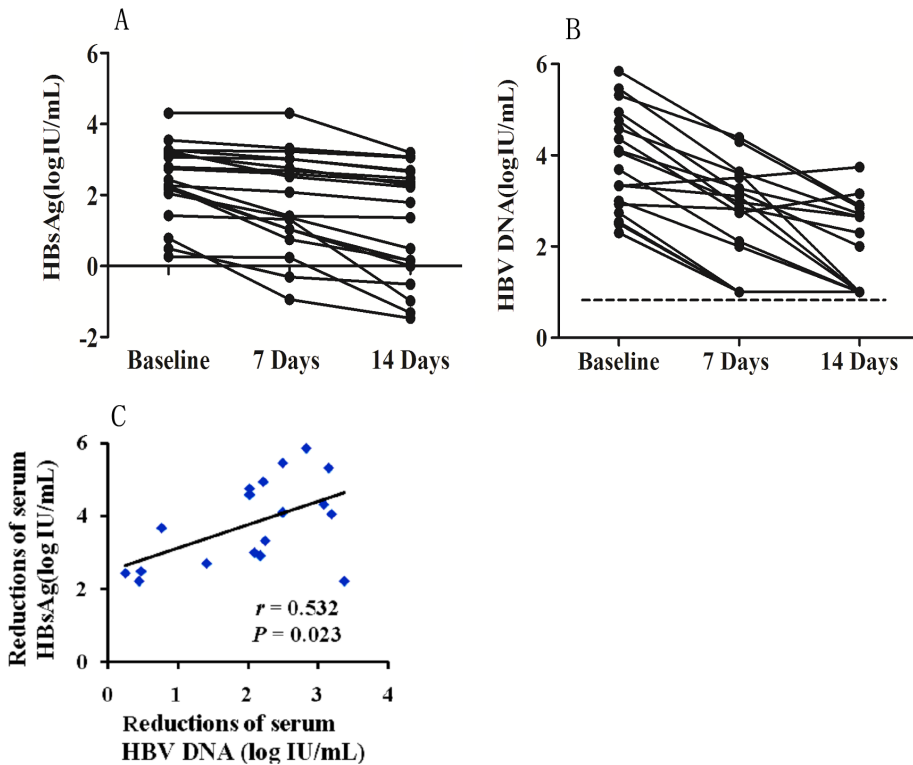 A
HBsAg(logIU/mL)
6
4
2
0
-2
Baseline 7 Days 14 Days
B
HBV DNA(logIU/mL)
6
4
2
0
Baseline 7 Days 14 Days
C
Reductions of serum
HBsAg(log IU/mL)
6
4
2
0
r = 0.532
P = 0.023
0 1 2 3 4
Reductions of serum
HBV DNA (log IU/mL)